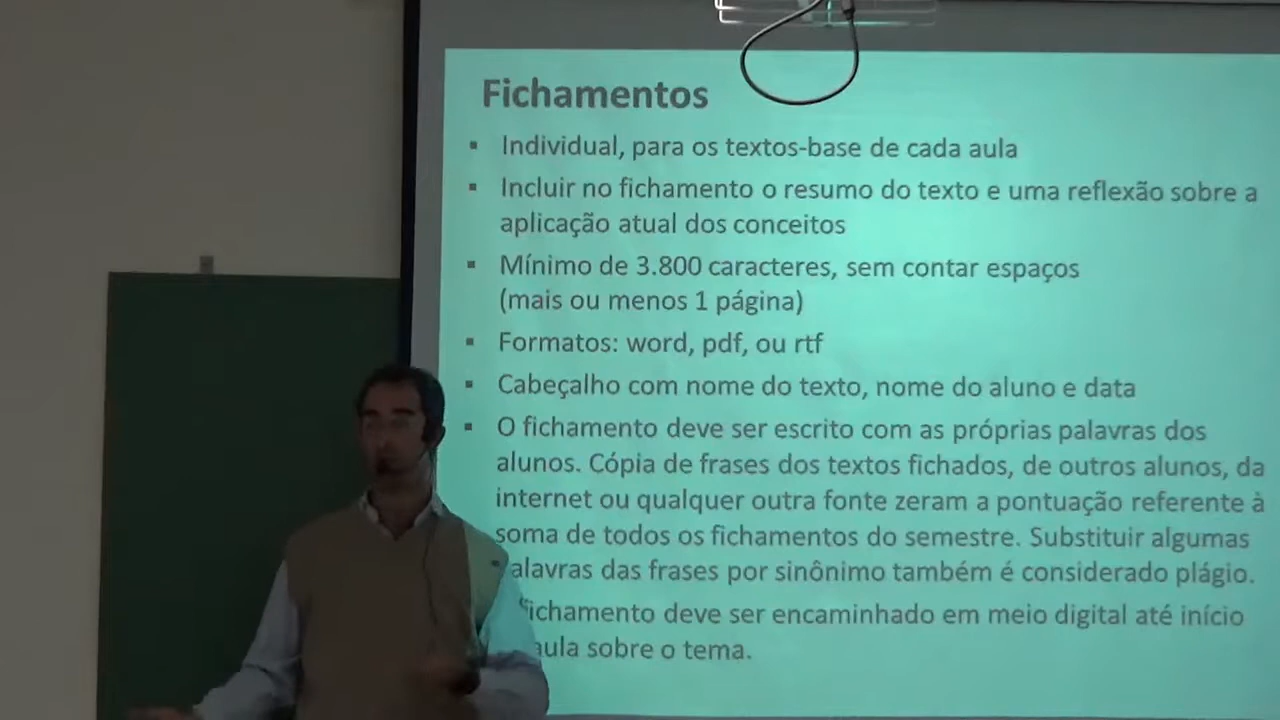 Fichamentos
▪ Individual, para os textos-base de cada aula
▪ Incluir no fichamento o resumo do texto e uma reflexão sobre a
aplicação atual dos conceitos
▪ Mínimo de 3.800 caracteres, sem contar espaços
(mais ou menos 1 página)
▪ Formatos: word, pdf, ou rtf
▪ Cabeçalho com nome do texto, nome do aluno e data
▪ O fichamento deve ser escrito com as próprias palavras dos
alunos. Cópia de frases dos textos fichados, de outros alunos, da
internet ou qualquer outra fonte zeram a pontuação referente à
soma de todos os fichamentos do semestre. Substituir algumas
alavras das frases por sinônimo também é considerado plágio.
fichamento deve ser encaminhado em meio digital até início
aula sobre o tema.